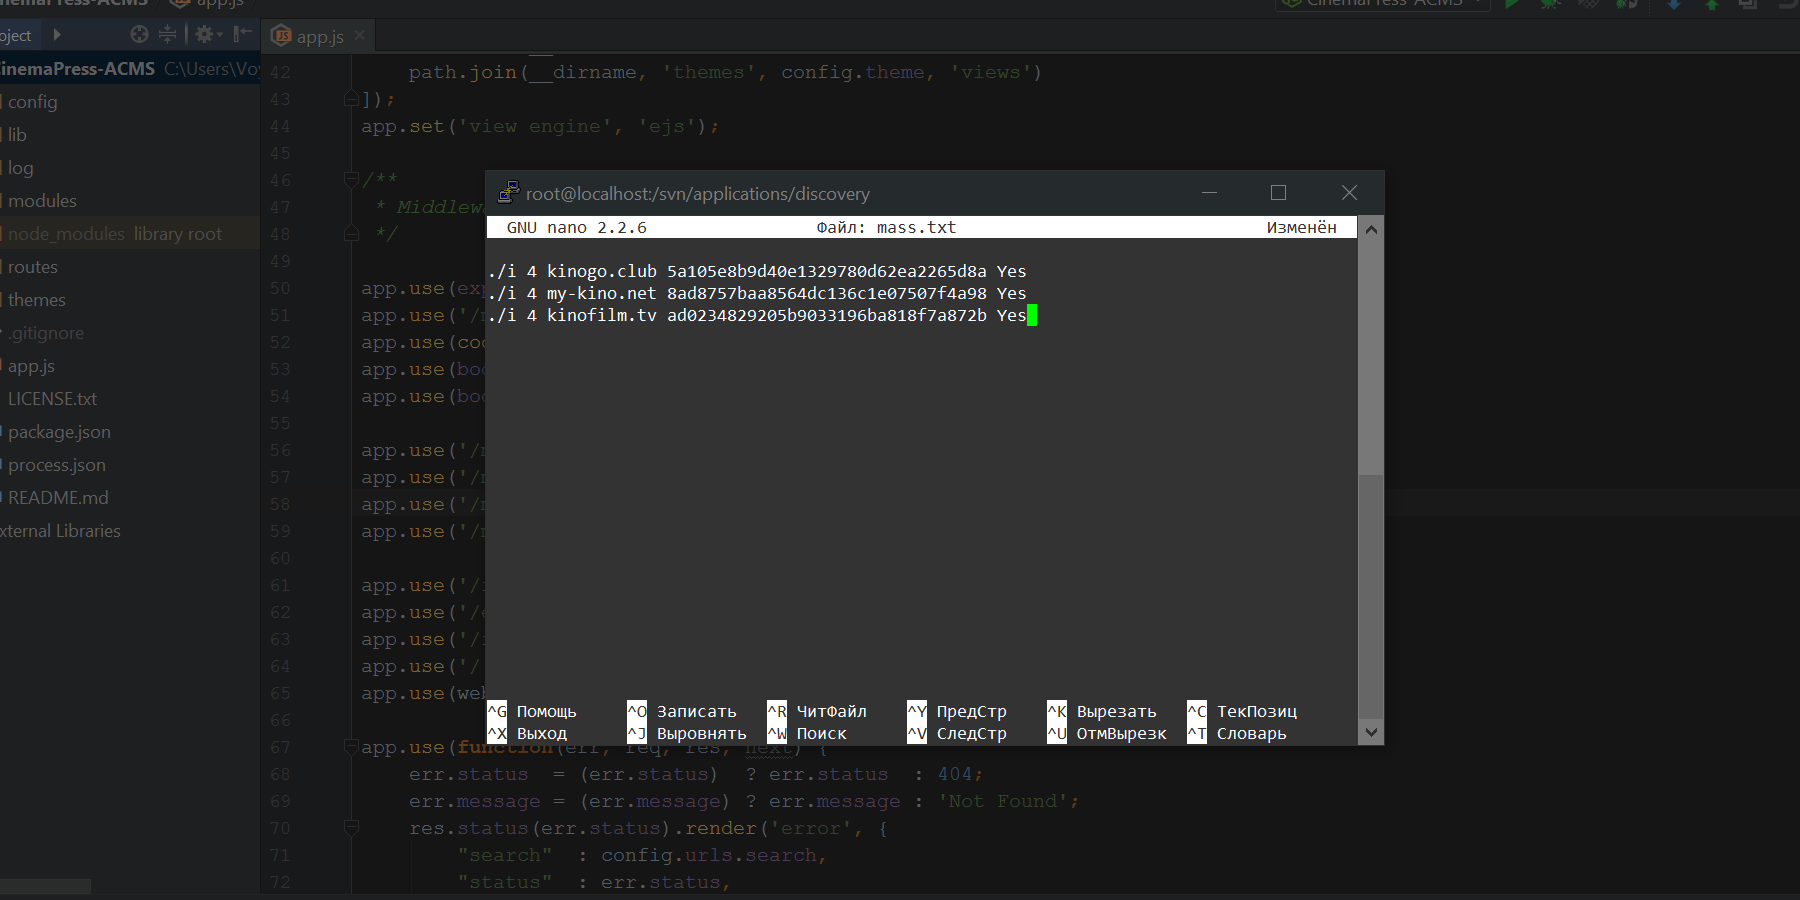 CinemaPress-ACMS
app.js
CinemaPress-ACMS
oject
app.js
inemaPress-ACMS C:\Users\Vo
config
lib
log
modules
node_modules library root
routes
themes
.gitignore
app.js
LICENSE.txt
package.json
process.json
README.md
xternal Libraries
42 path.join(__dirname, 'themes', config.theme, 'views')
43 ]);
44 app.set('view engine', 'ejs');
45
46 /**
47 * Middlew
48 */
49
50 app.use(exp
51 app.use('/
52 app.use(coo
53 app.use(bod
54 app.use(bod
55
56 app.use('/
57 app.use('/
58 app.use('/
59 app.use('/
60
61 app.use('/
62 app.use('/
63 app.use('/
64 app.use('/
65 app.use(web
66
67 app.use(function(err, req, res, next) {
68 err.status = (err.status) ? err.status : 404;
69 err.message = (err.message) ? err.message : 'Not Found';
70 res.status(err.status).render('error', {
71 "search" : config.urls.search,
72 "status" : err.status,
root@localhost:/svn/applications/discovery
GNU nano 2.2.6 Файл: mass.txt Изменён
./i 4 kinogo.club 5a105e8b9d40e1329780d62ea2265d8a Yes
./i 4 my-kino.net 8ad8757baa8564dc136c1e07507f4a98 Yes
./i 4 kinofilm.tv ad0234829205b9033196ba818f7a872b Yes
^G Помощь ^O Записать ^R ЧитФайл ^Y ПредСтр ^K Вырезать ^C ТекПозиц
^X Выход ^J Выровнять ^W Поиск ^V СледСтр ^U ОтмВырезк ^T Словарь